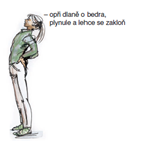 – opři dlaně o bedra,
plynule a lehce se zakloň